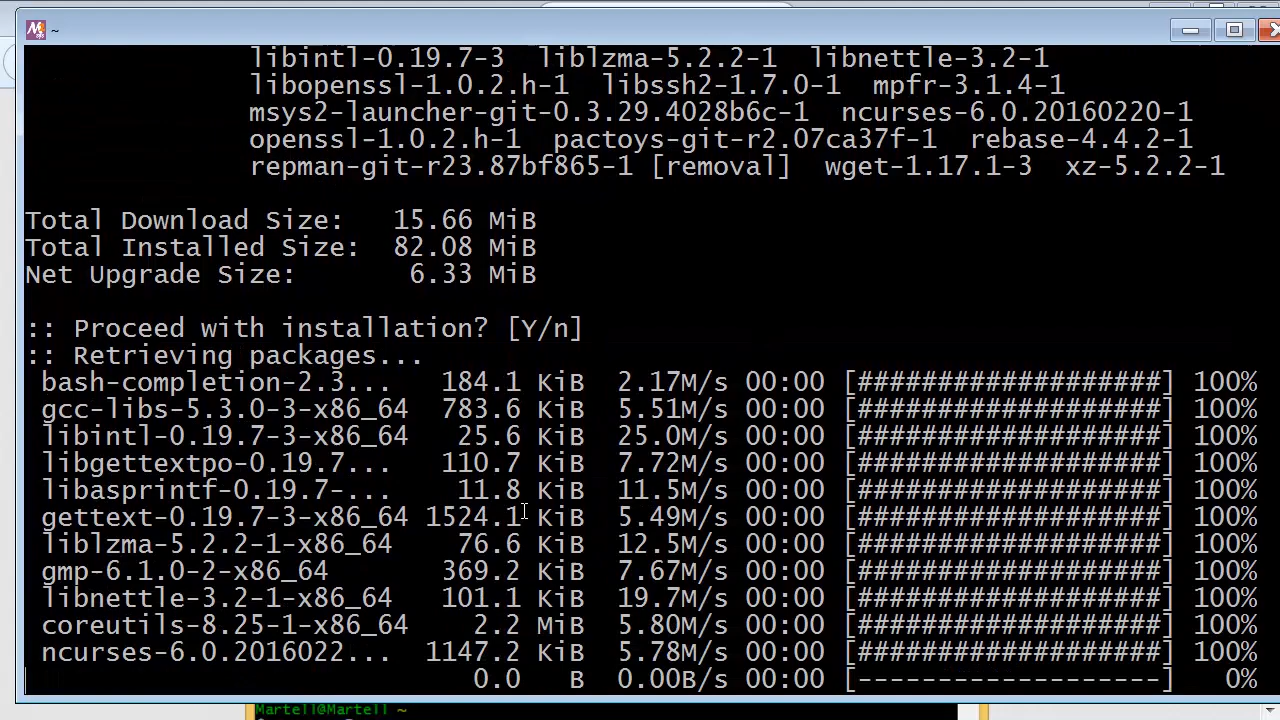 ~
libintl-0.19.7-3  liblzma-5.2.2-1  libnettle-3.2-1
libopenssl-1.0.2.h-1  libssh2-1.7.0-1  mpfr-3.1.4-1
msys2-launcher-git-0.3.29.4028b6c-1  ncurses-6.0.20160220-1
openssl-1.0.2.h-1  pactoys-git-r2.07ca37f-1  rebase-4.4.2-1
repman-git-r23.87bf865-1 [removal]  wget-1.17.1-3  xz-5.2.2-1
Total Download Size:   15.66 MiB
Total Installed Size:  82.08 MiB
Net Upgrade Size:       6.33 MiB
:: Proceed with installation? [Y/n]
:: Retrieving packages...
bash-completion-2.3...   184.1 KiB  2.17M/s 00:00 [###################] 100%
gcc-libs-5.3.0-3-x86_64  783.6 KiB  5.51M/s 00:00 [###################] 100%
libintl-0.19.7-3-x86_64   25.6 KiB  25.0M/s 00:00 [###################] 100%
libgettextpo-0.19.7...   110.7 KiB  7.72M/s 00:00 [###################] 100%
libasprintf-0.19.7-...    11.8 KiB  11.5M/s 00:00 [###################] 100%
gettext-0.19.7-3-x86_64 1524.1 KiB  5.49M/s 00:00 [###################] 100%
liblzma-5.2.2-1-x86_64    76.6 KiB  12.5M/s 00:00 [###################] 100%
gmp-6.1.0-2-x86_64       369.2 KiB  7.67M/s 00:00 [###################] 100%
libnettle-3.2-1-x86_64   101.1 KiB  19.7M/s 00:00 [###################] 100%
coreutils-8.25-1-x86_64    2.2 MiB  5.80M/s 00:00 [###################] 100%
ncurses-6.0.2016022...  1147.2 KiB  5.78M/s 00:00 [###################] 100%
0.0   B  0.00B/s 00:00 [-------------------]   0%
Martell@Martell ~